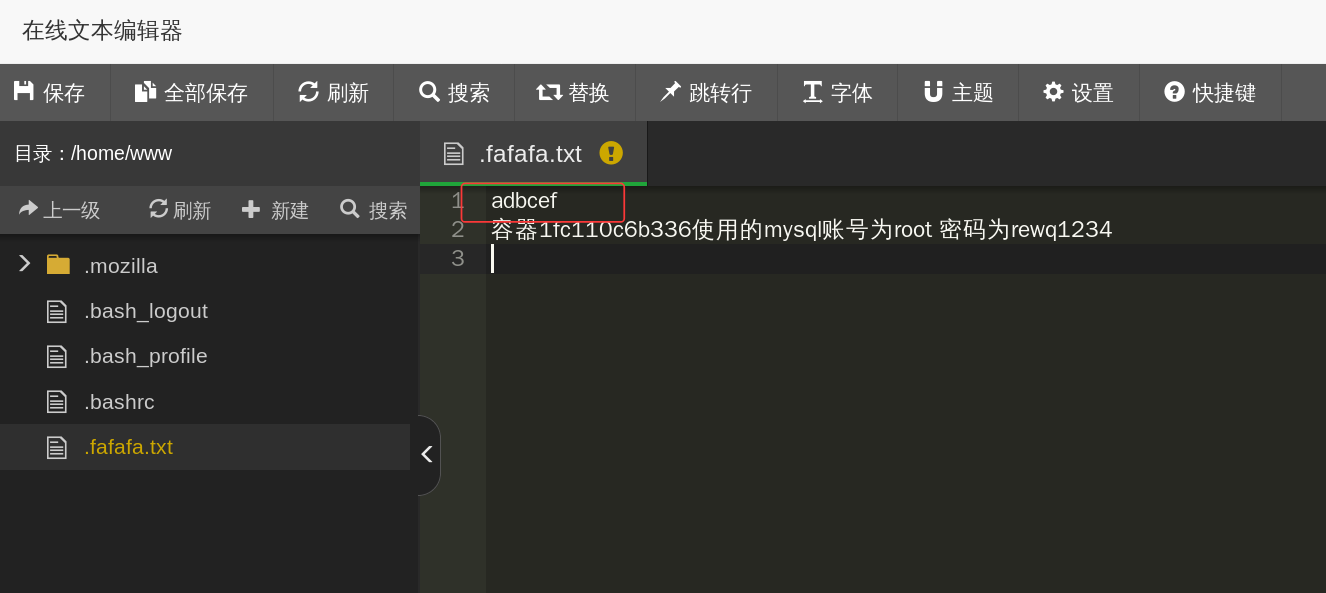 在线文本编辑器
保存 全部保存 刷新 搜索 替换 跳转行 字体 主题 设置 快捷键
目录：/home/www
上一级 刷新 新建 搜索
.mozilla
.bash_logout
.bash_profile
.bashrc
.fafafa.txt
.fafafa.txt
1 adbcef
2 容器1fc110c6b336使用的mysql账号为root 密码为rewq1234
3